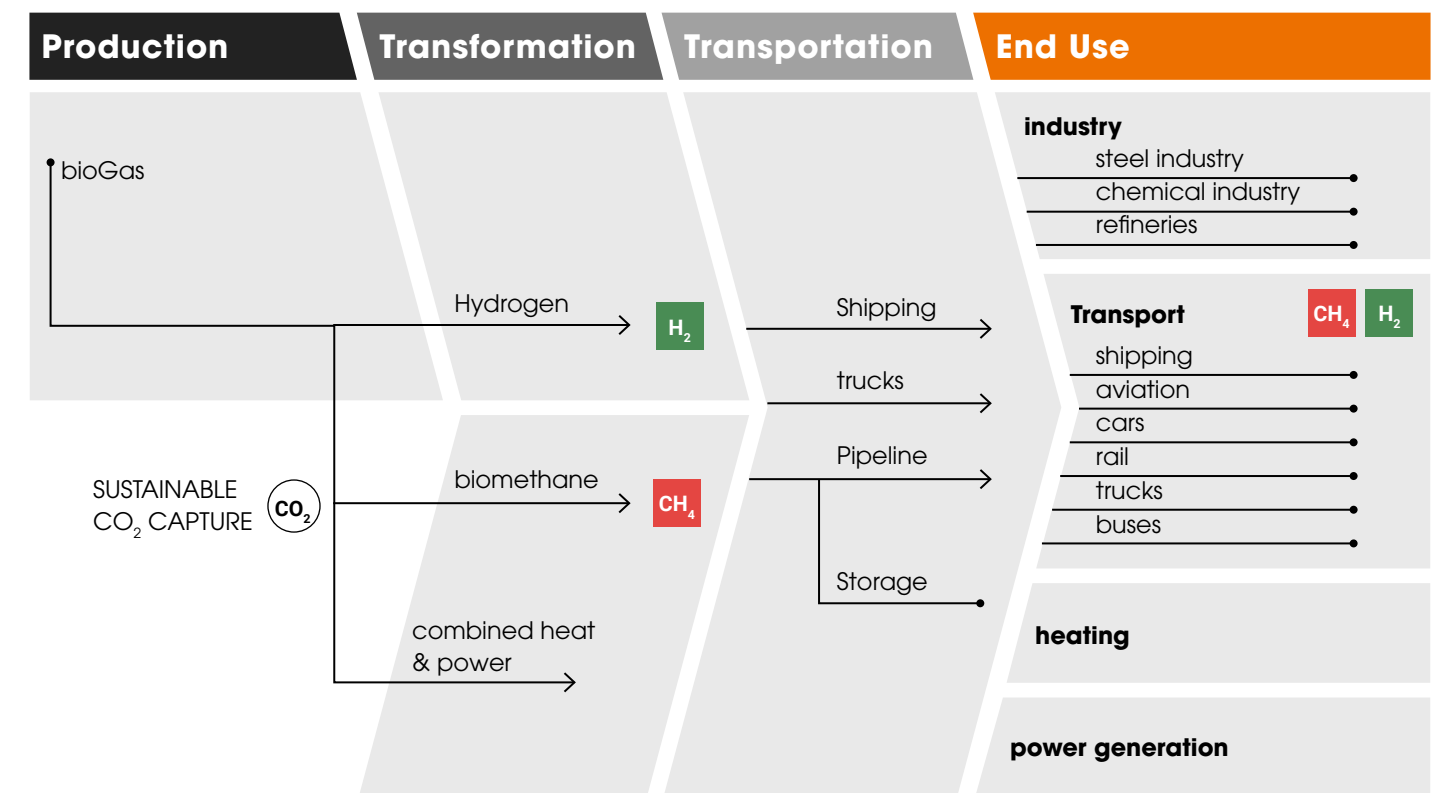 Production
Transformation
Transportation
End Use
bioGas
SUSTAINABLE
CO₂ CAPTURE
CO₂
Hydrogen
H₂
biomethane
CH₄
combined heat
& power
Shipping
trucks
Pipeline
Storage
industry
steel industry
chemical industry
refineries
Transport
CH₄
H₂
shipping
aviation
cars
rail
trucks
buses
heating
power generation